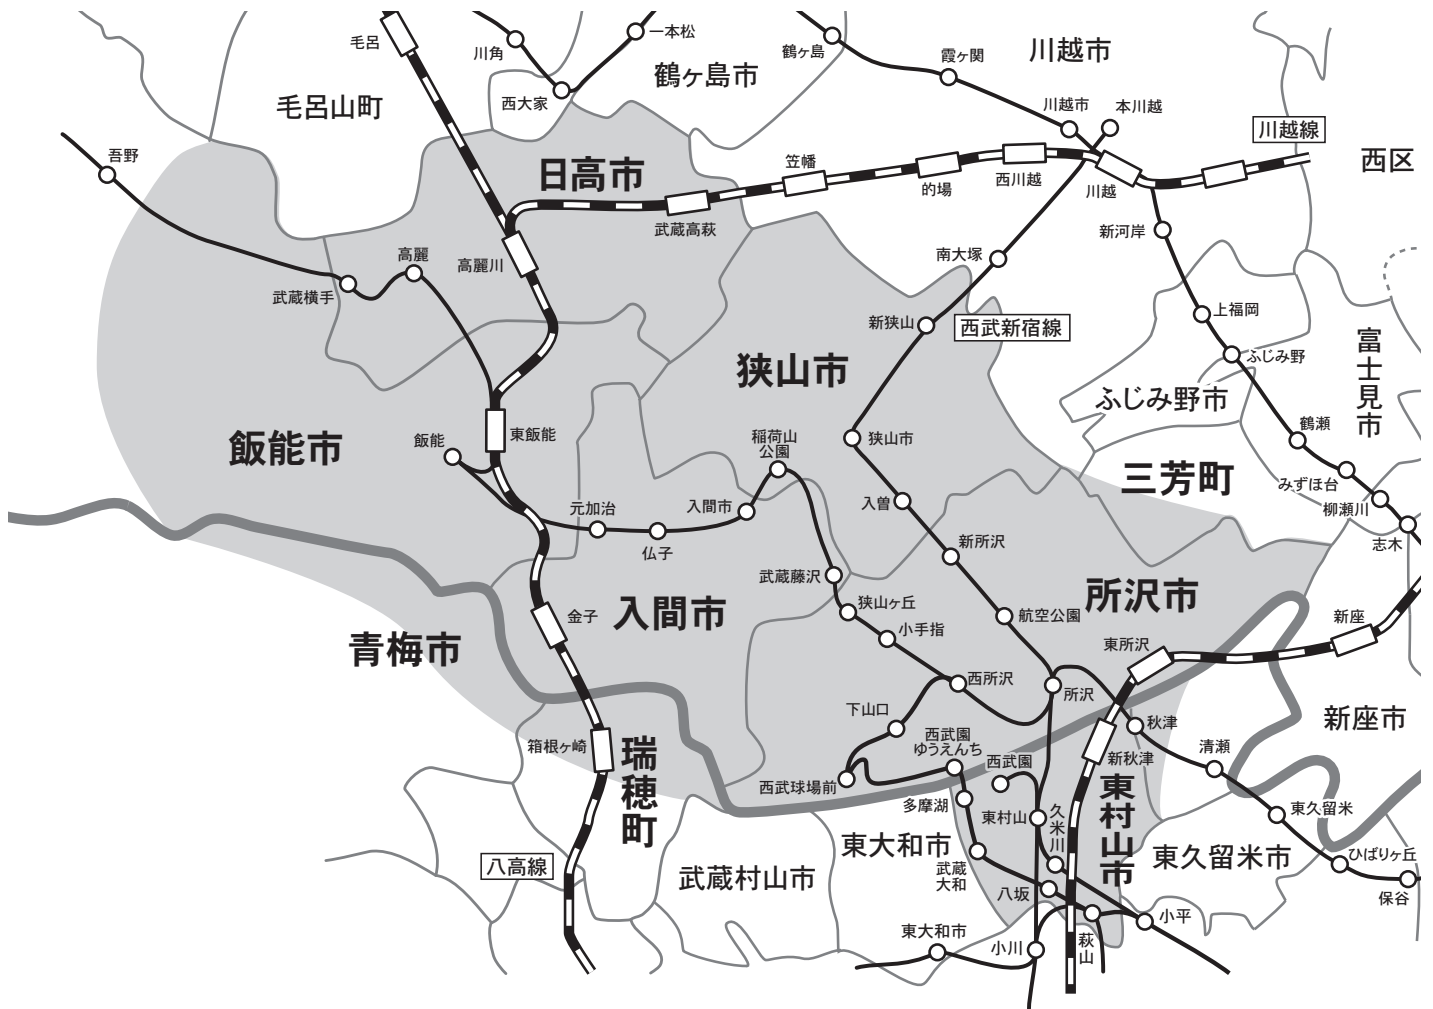 毛呂
川角
一本松
鶴ヶ島
霞ヶ関
川越市
鶴ヶ島市
毛呂山町
西大家
川越市
本川越
川越線
吾野
日高市
笠幡
的場
西川越
川越
西区
武蔵高萩
新河岸
高麗
高麗川
南大塚
武蔵横手
新狭山
西武新宿線
上福岡
ふじみ野
富士見市
狭山市
ふじみ野市
飯能市
飯能
東飯能
稲荷山
公園
狭山市
鶴瀬
三芳町
みずほ台
柳瀬川
志木
元加治
仏子
入間市
入曽
新所沢
武蔵藤沢
所沢市
狭山ヶ丘
航空公園
入間市
金子
小手指
青梅市
東所沢
新座
西所沢
所沢
下山口
秋津
新座市
西武園
ゆうえんち
西武園
新秋津
清瀬
箱根ヶ崎
瑞穂町
西武球場前
多摩湖
東村山
久米川
東村山市
東久留米
東大和市
東久留米市
ひばりヶ丘
保谷
八高線
武蔵村山市
武蔵
大和
八坂
小平
東大和市
小川
萩山